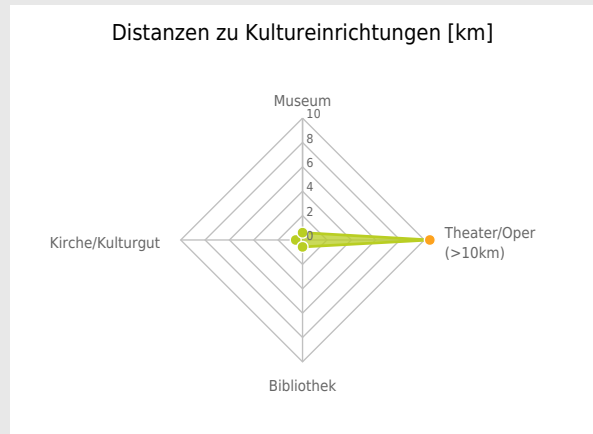 Distanzen zu Kultureinrichtungen [km]
Museum
10
8
6
4
2
0
Kirche/Kulturgut
Theater/Oper
(>10km)
Bibliothek